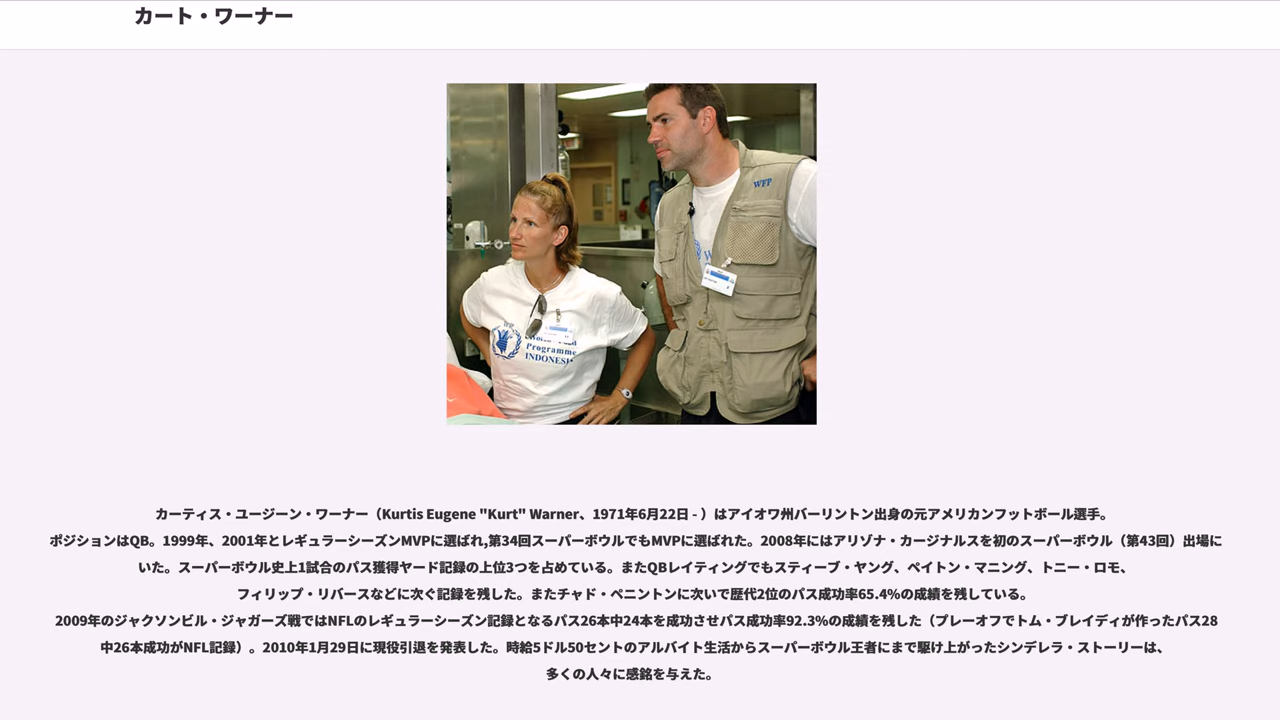 カート・ワーナー
WFP
W
WFP
World Food
Programme
INDONESIA
カーティス・ユージーン・ワーナー（Kurtis Eugene "Kurt" Warner、1971年6月22日 - ）はアイオワ州バーリントン出身の元アメリカンフットボール選手。
ポジションはQB。1999年、2001年とレギュラーシーズンMVPに選ばれ,第34回スーパーボウルでもMVPに選ばれた。2008年にはアリゾナ・カージナルスを初のスーパーボウル（第43回）出場に
いた。スーパーボウル史上1試合のパス獲得ヤード記録の上位3つを占めている。またQBレイティングでもスティーブ・ヤング、ペイトン・マニング、トニー・ロモ、
フィリップ・リバースなどに次ぐ記録を残した。またチャド・ペニントンに次いで歴代2位のパス成功率65.4%の成績を残している。
2009年のジャクソンビル・ジャガーズ戦ではNFLのレギュラーシーズン記録となるパス26本中24本を成功させパス成功率92.3%の成績を残した（プレーオフでトム・ブレイディが作ったパス28
中26本成功がNFL記録）。2010年1月29日に現役引退を発表した。時給5ドル50セントのアルバイト生活からスーパーボウル王者にまで駆け上がったシンデレラ・ストーリーは、
多くの人々に感銘を与えた。